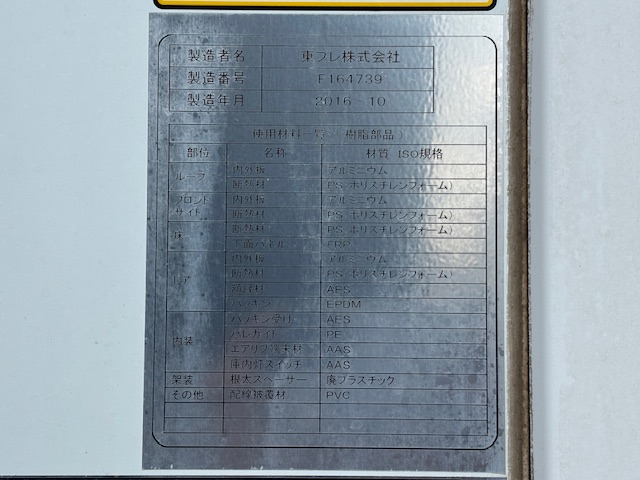 製造者名 東プレ株式会社
製造番号 F164739
製造年月 2016 10
使用材料一覧 樹脂部品
部位 名称 材質 ISO規格
ルーフ 内外板 アルミニウム
断熱材 PS ポリスチレンフォーム)
フロント 内外板 アルミニウム
サイド 断熱材 PS ポリスチレンフォーム)
床 断熱材 PS ポリスチレンフォーム)
下面パネル FRP
リア 内外板 アルミニウム
断熱材 PS ポリスチレンフォーム)
AES
パッキン EPDM
内装 パッキン受け AES
PE
エアリブ端末材 AAS
庫内灯スイッチ AAS
架装 根太スペーサー 廃プラスチック
その他 配線被覆材 PVC